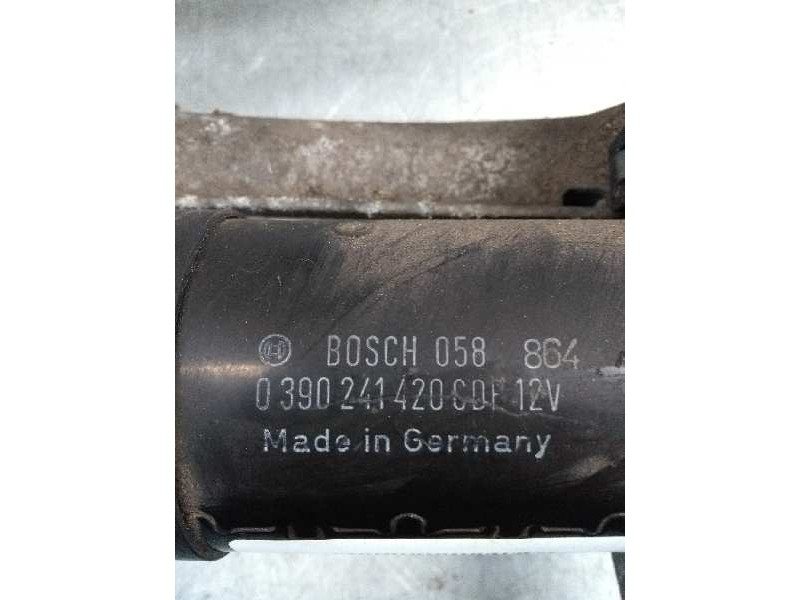 BOSCH 058 864
0 390 241 420 CDF 12V
Made in Germany